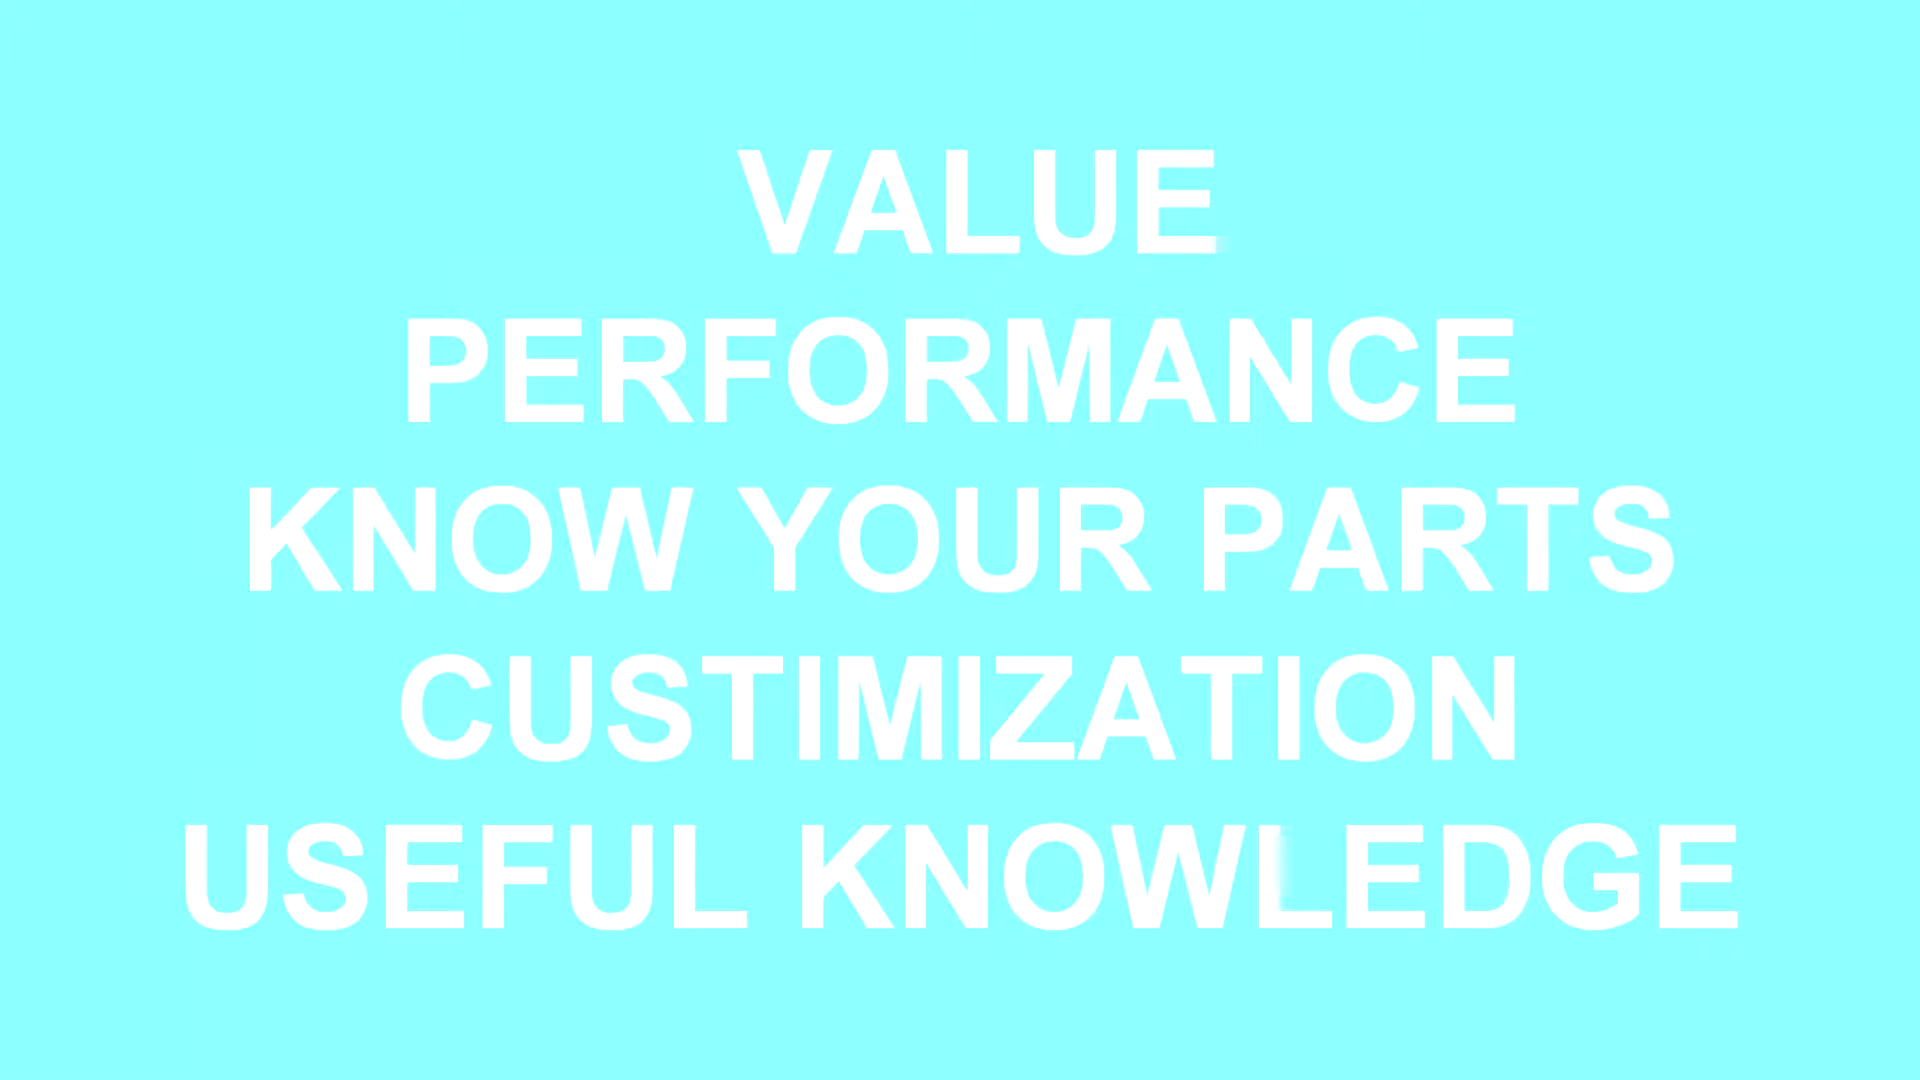 VALUE
PERFORMANCE
KNOW YOUR PARTS
CUSTIMIZATION
USEFUL KNOWLEDGE